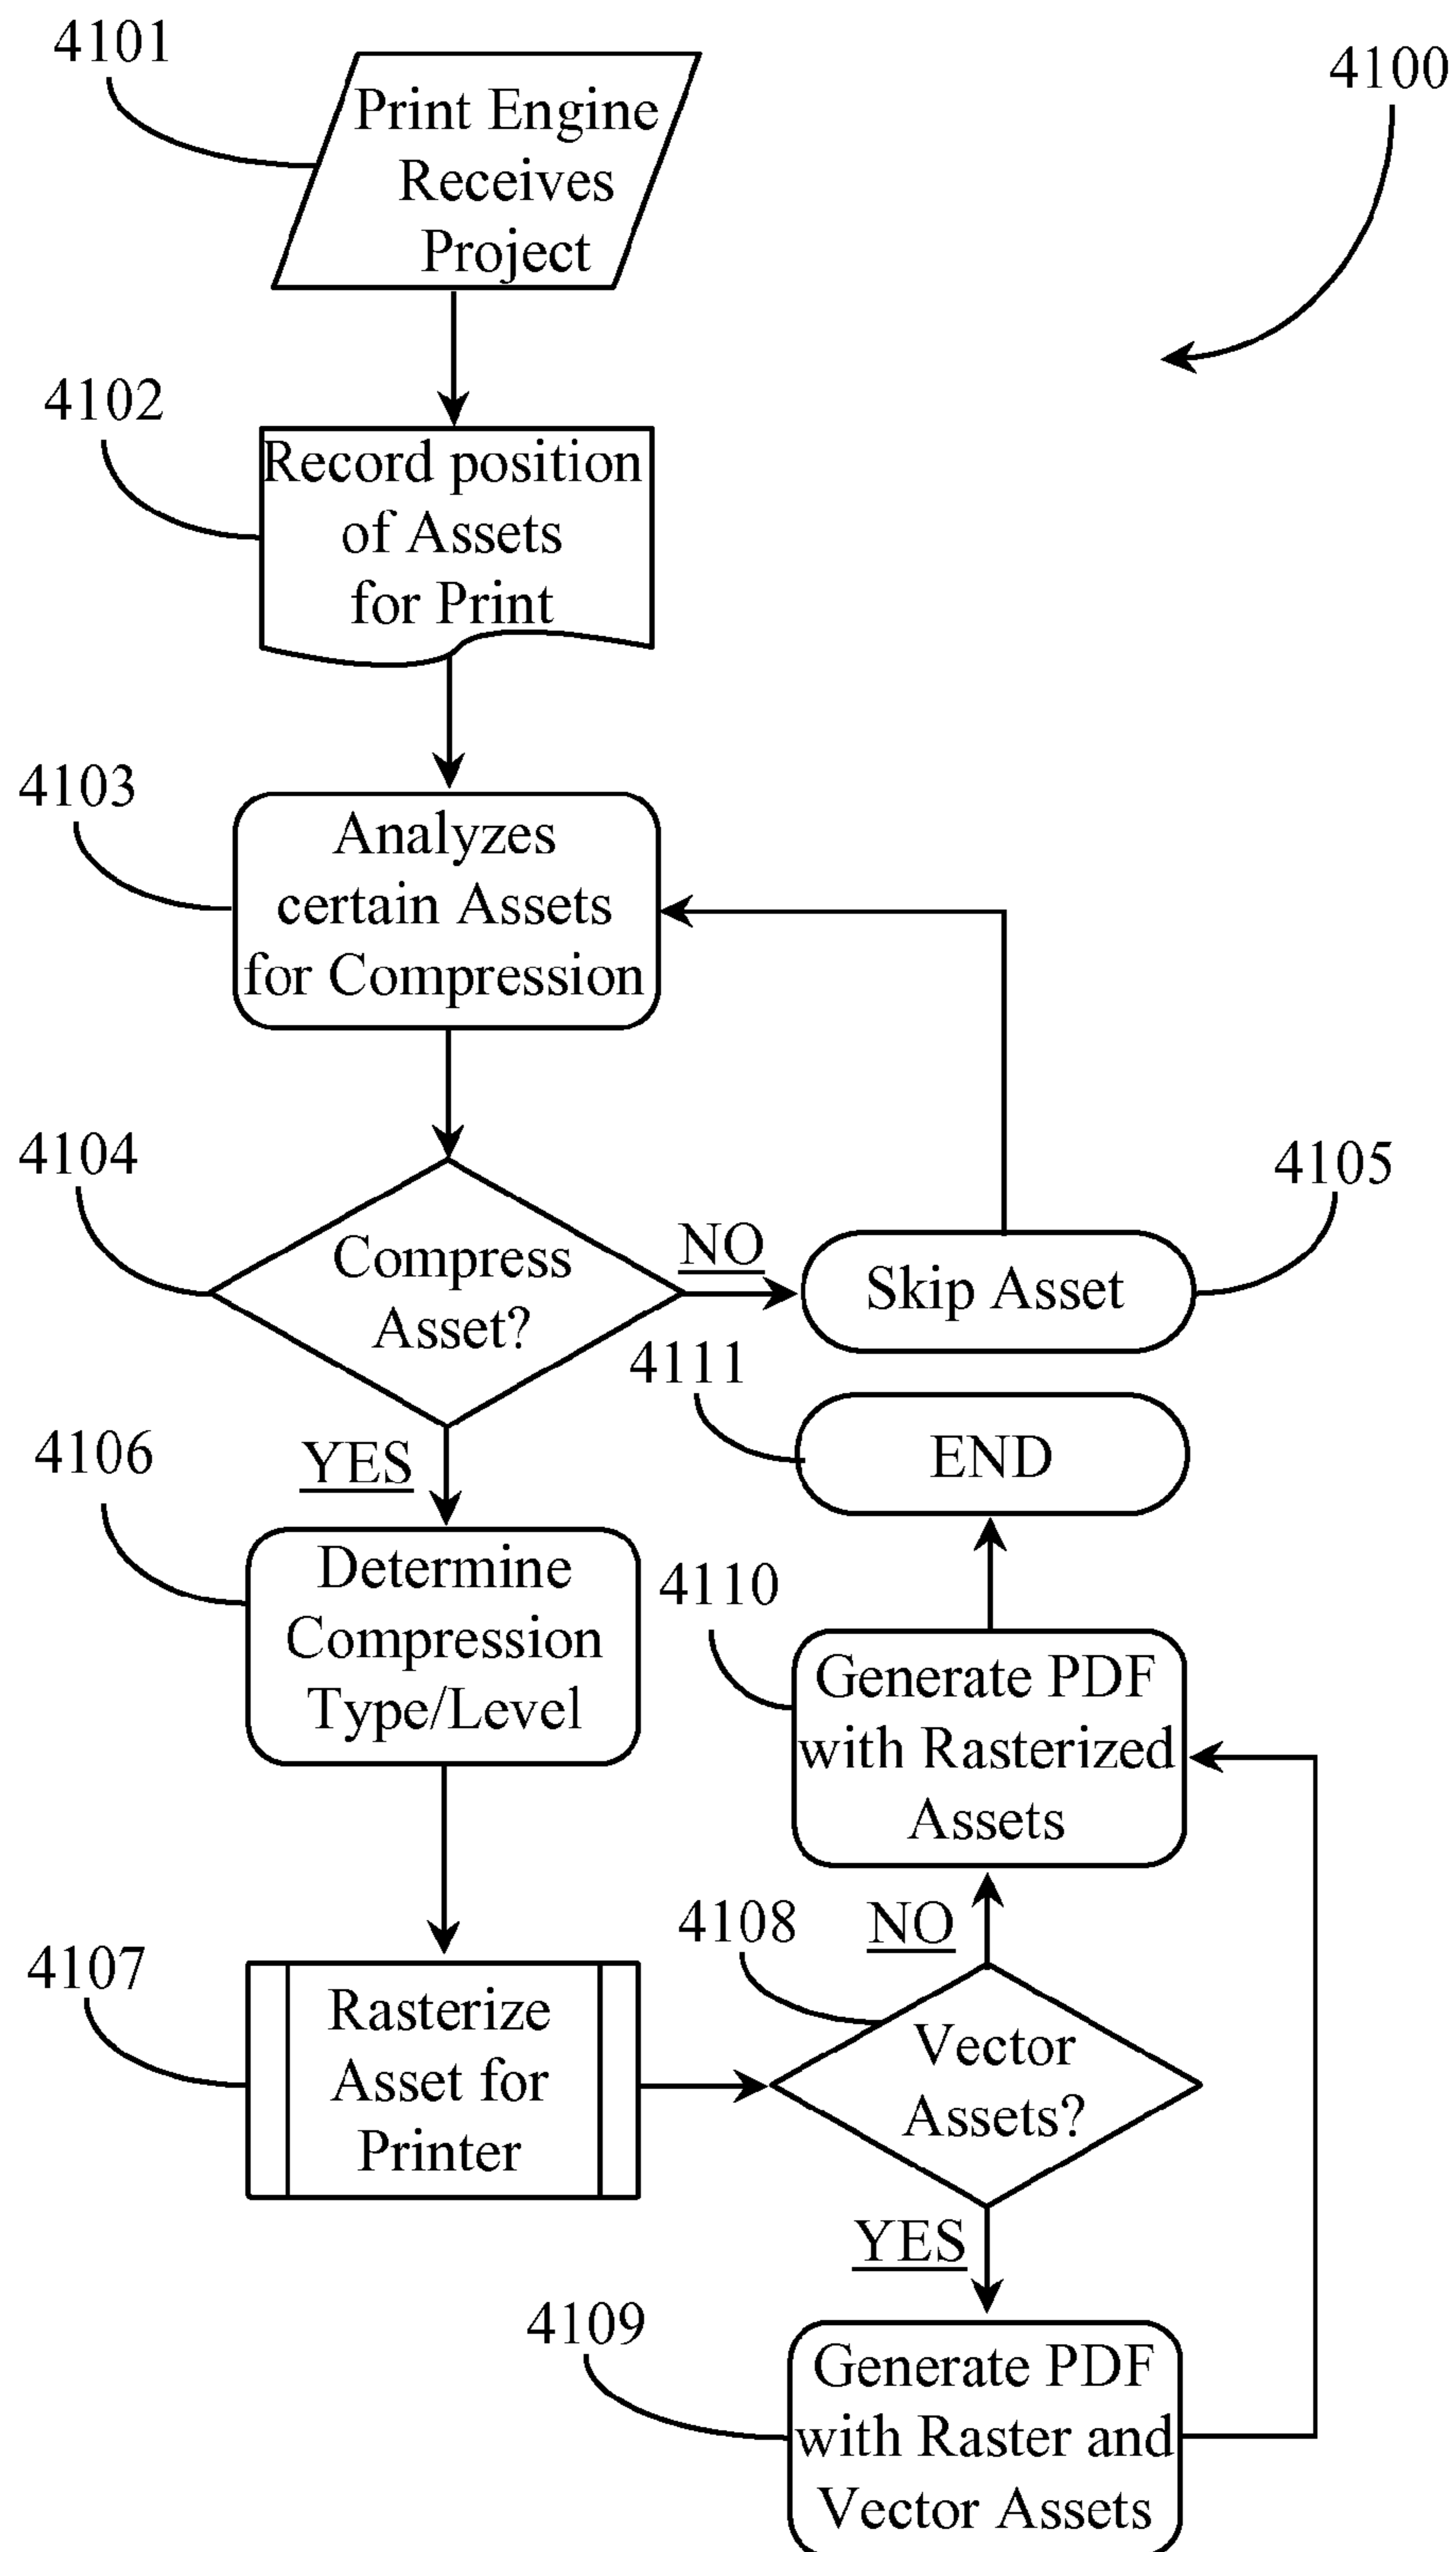 4101
4100
Print Engine
Receives
Project
4102
Record position
of Assets
for Print
4103
Analyzes
certain Assets
for Compression
4104
Compress
Asset?
NO
4105
Skip Asset
4111
END
YES
4106
Determine
Compression
Type/Level
4110
Generate PDF
with Rasterized
Assets
4107
Rasterize
Asset for
Printer
4108
NO
Vector
Assets?
YES
4109
Generate PDF
with Raster and
Vector Assets